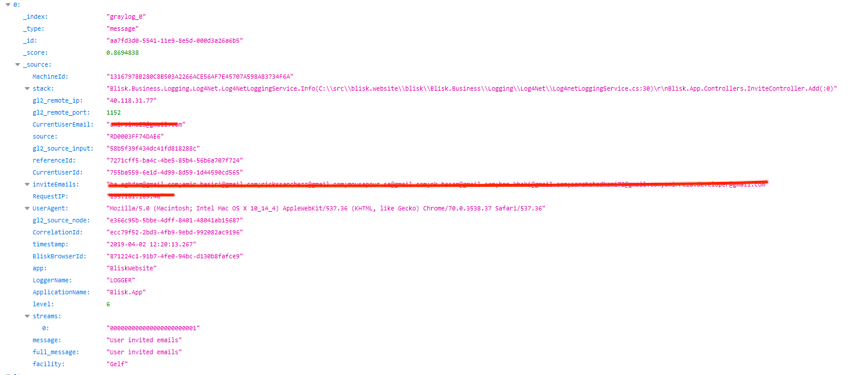 0:
_index: "graylog_0"
_type: "message"
_id: "aa7fd3d0-5541-11e9-8e5d-000d3a26a6b5"
_score: 0.8694838
_source:
MachineId: "131679788280C8E503A2266ACE56AF7E45707A598A83734F6A"
stack: "Blisk.Business.Logging.Log4Net.Log4NetLoggingService.Info(C:\\src\\blisk.website\\blisk\\Blisk.Business\\Logging\\Log4Net\\Log4netLoggingService.cs:30)\r\nBlisk.App.Controllers.InviteController.Add(:0)"
gl2_remote_ip: "40.118.31.77"
gl2_remote_port: 1152
CurrentUserEmail:
source: "RD0003FF74DAE6"
gl2_source_input: "58b5f39f434dc41fd818288c"
referenceId: "7271cff5-ba4c-4be5-85b4-56b6a707f724"
CurrentUserId: "755ba559-6e1d-4d99-8d59-1d44590cd565"
inviteEmails:
RequestIP:
UserAgent: "Mozilla/5.0 (Macintosh; Intel Mac OS X 10_14_4) AppleWebKit/537.36 (KHTML, like Gecko) Chrome/70.0.3538.37 Safari/537.36"
gl2_source_node: "e366c95b-5bbe-4dff-8401-48041ab15687"
CorrelationId: "ecc79f52-2bd3-4fb9-9ebd-992082ac9196"
timestamp: "2019-04-02 12:20:13.267"
BliskBrowserId: "871224c1-91b7-4fe0-94bc-d130b8fafce9"
app: "BliskWebsite"
LoggerName: "LOGGER"
ApplicationName: "Blisk.App"
level: 6
streams:
0: "000000000000000000000001"
message: "User invited emails"
full_message: "User invited emails"
facility: "Gelf"